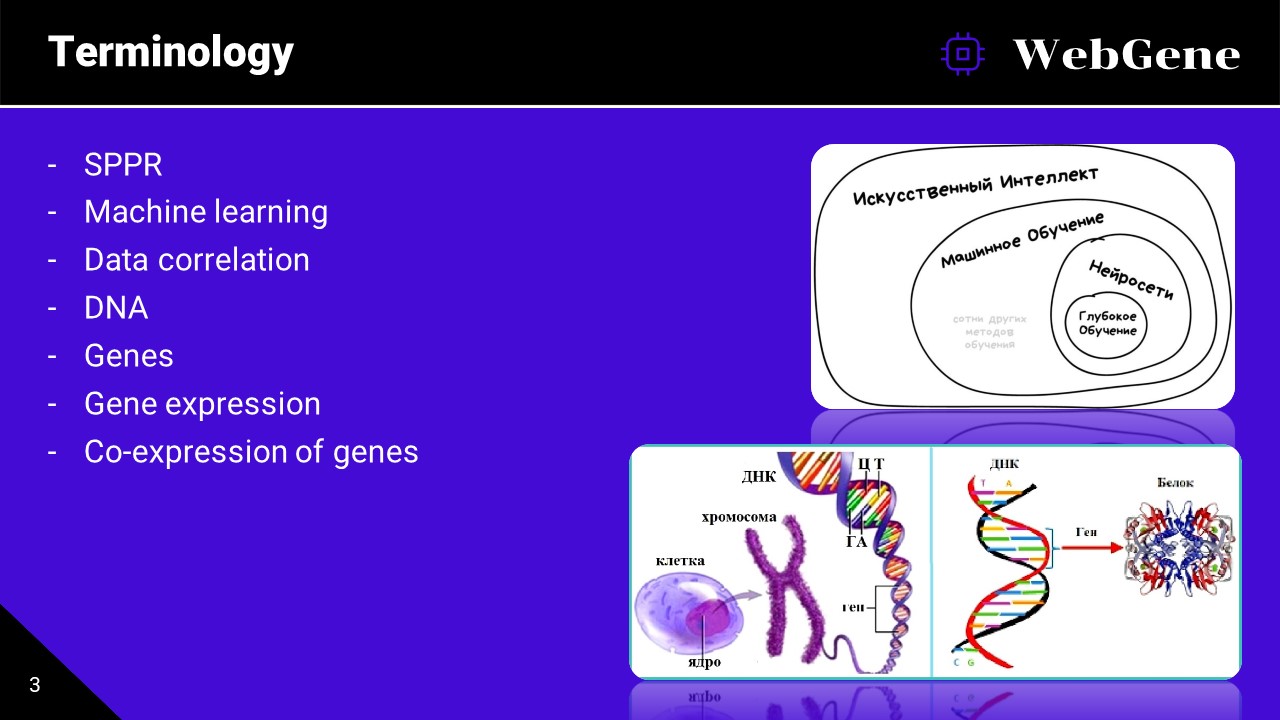 Terminology
WebGene
- SPPR
- Machine learning
- Data correlation
- DNA
- Genes
- Gene expression
- Co-expression of genes
Искусственный Интеллект
Машинное Обучение
Нейросети
Глубокое
Обучение
сотни других
методов
обучения
ДНК
Ц Т
хромосома
Г А
клетка
ген
ядро
ДНК
Т А
Белок
Ген
C G
3